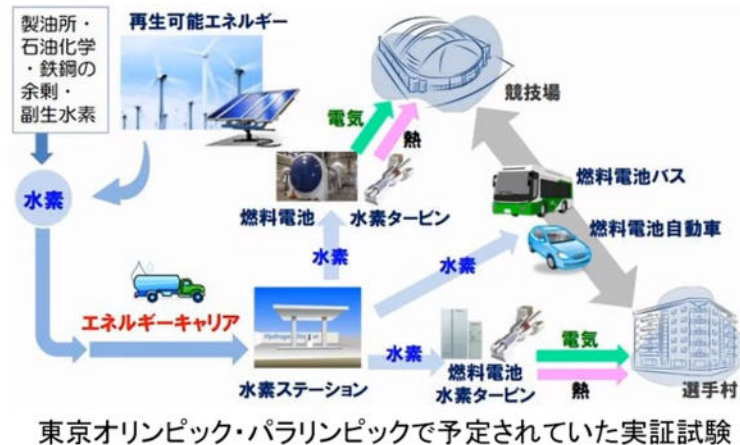 製油所・
石油化学
・鉄鋼の
余剰・
副生水素
再生可能エネルギー
競技場
電気
熱
水素
燃料電池
水素タービン
燃料電池バス
燃料電池自動車
水素
水素
エネルギーキャリア
水素
水素ステーション
燃料電池
水素タービン
電気
熱
選手村
東京オリンピック・パラリンピックで予定されていた実証試験